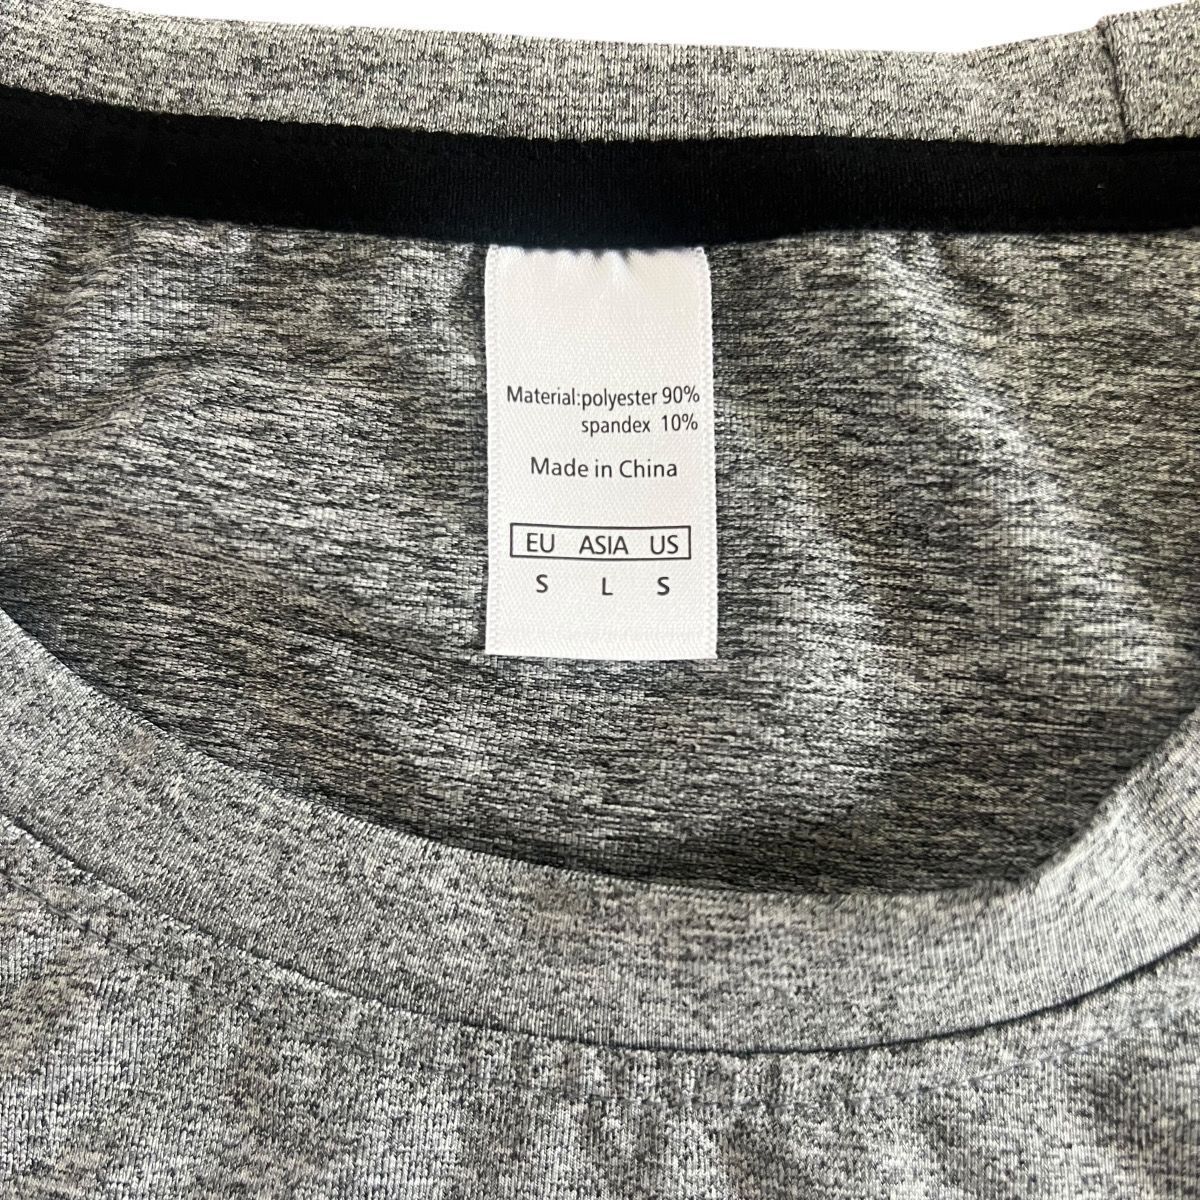 Material:polyester 90%
spandex 10%
Made in China
EU ASIA US
S L S